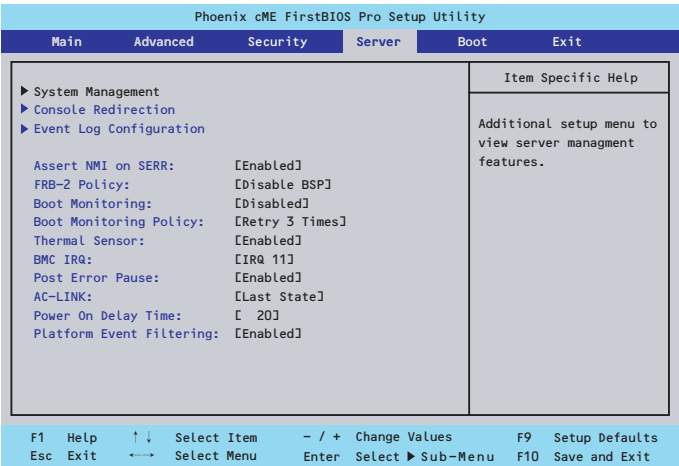 Phoenix cME FirstBIOS Pro Setup Utility
Main Advanced Security Server Boot Exit
▶ System Management
▶ Console Redirection
▶ Event Log Configuration
Assert NMI on SERR: [Enabled]
FRB-2 Policy: [Disable BSP]
Boot Monitoring: [Disabled]
Boot Monitoring Policy: [Retry 3 Times]
Thermal Sensor: [Enabled]
BMC IRQ: [IRQ 11]
Post Error Pause: [Enabled]
AC-LINK: [Last State]
Power On Delay Time: [ 20]
Platform Event Filtering: [Enabled]
Item Specific Help
Additional setup menu to
view server managment
features.
F1 Help ↑↓ Select Item - / + Change Values F9 Setup Defaults
Esc Exit ←→ Select Menu Enter Select ▶ Sub-Menu F10 Save and Exit